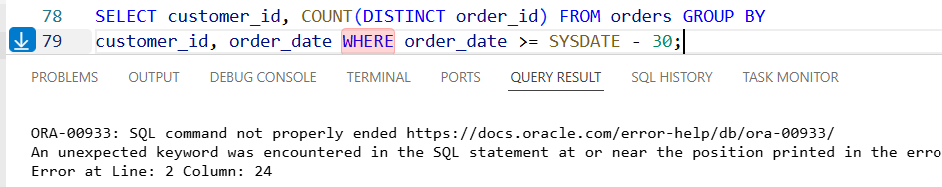 78 SELECT customer_id, COUNT(DISTINCT order_id) FROM orders GROUP BY
79 customer_id, order_date WHERE order_date >= SYSDATE - 30;
PROBLEMS OUTPUT DEBUG CONSOLE TERMINAL PORTS QUERY RESULT SQL HISTORY TASK MONITOR
ORA-00933: SQL command not properly ended https://docs.oracle.com/error-help/db/ora-00933/
An unexpected keyword was encountered in the SQL statement at or near the position printed in the erro
Error at Line: 2 Column: 24